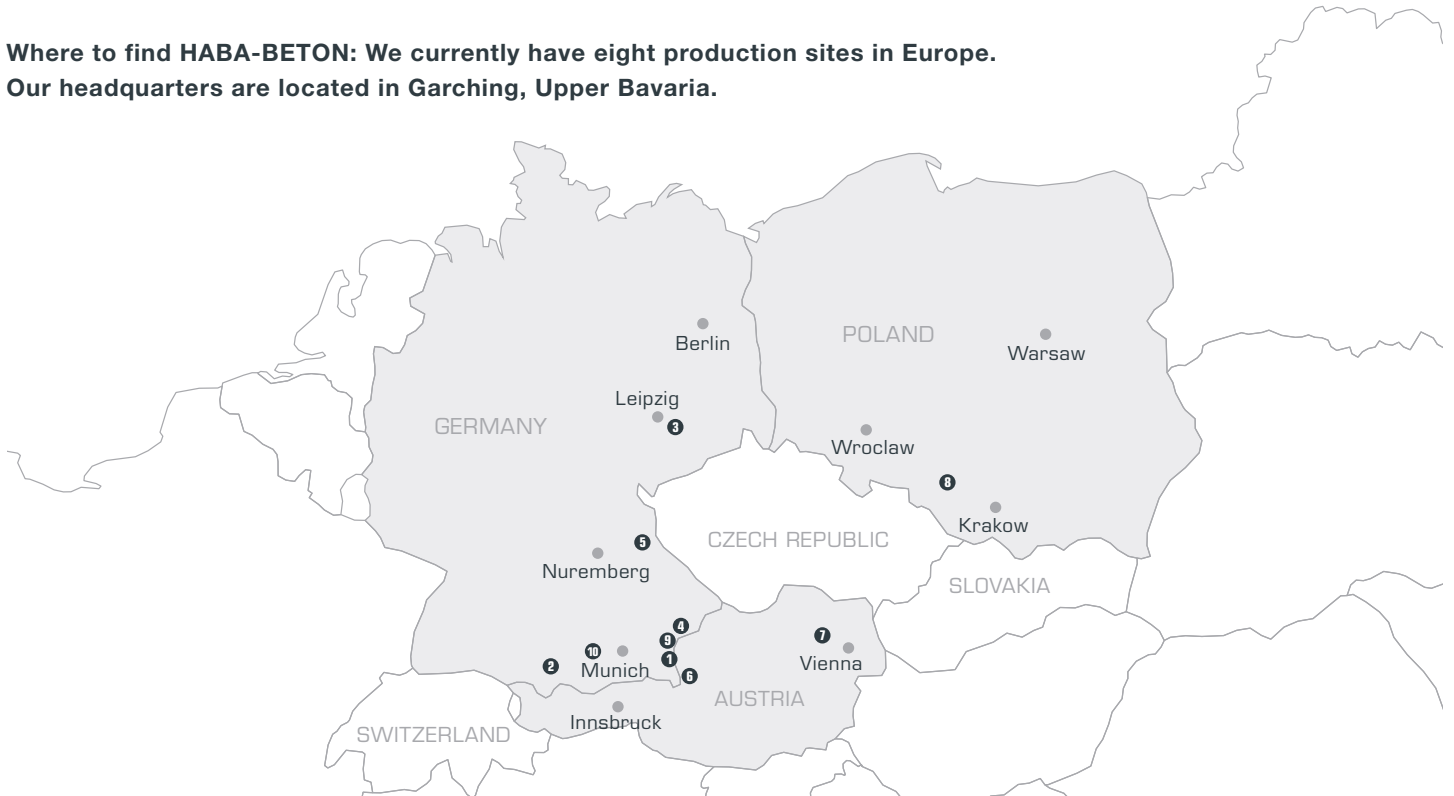 Where to find HABA-BETON: We currently have eight production sites in Europe.
Our headquarters are located in Garching, Upper Bavaria.
Berlin
POLAND
Warsaw
Leipzig
3
GERMANY
Wroclaw
8
Krakow
5
CZECH REPUBLIC
Nuremberg
SLOVAKIA
4
9
7
10
1
2
Munich
Vienna
6
AUSTRIA
Innsbruck
SWITZERLAND